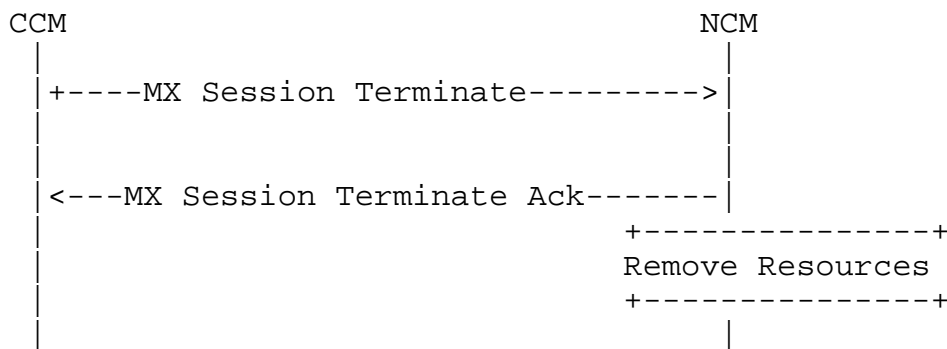 CCM NCM
MX Session Terminate
MX Session Terminate Ack
Remove Resources